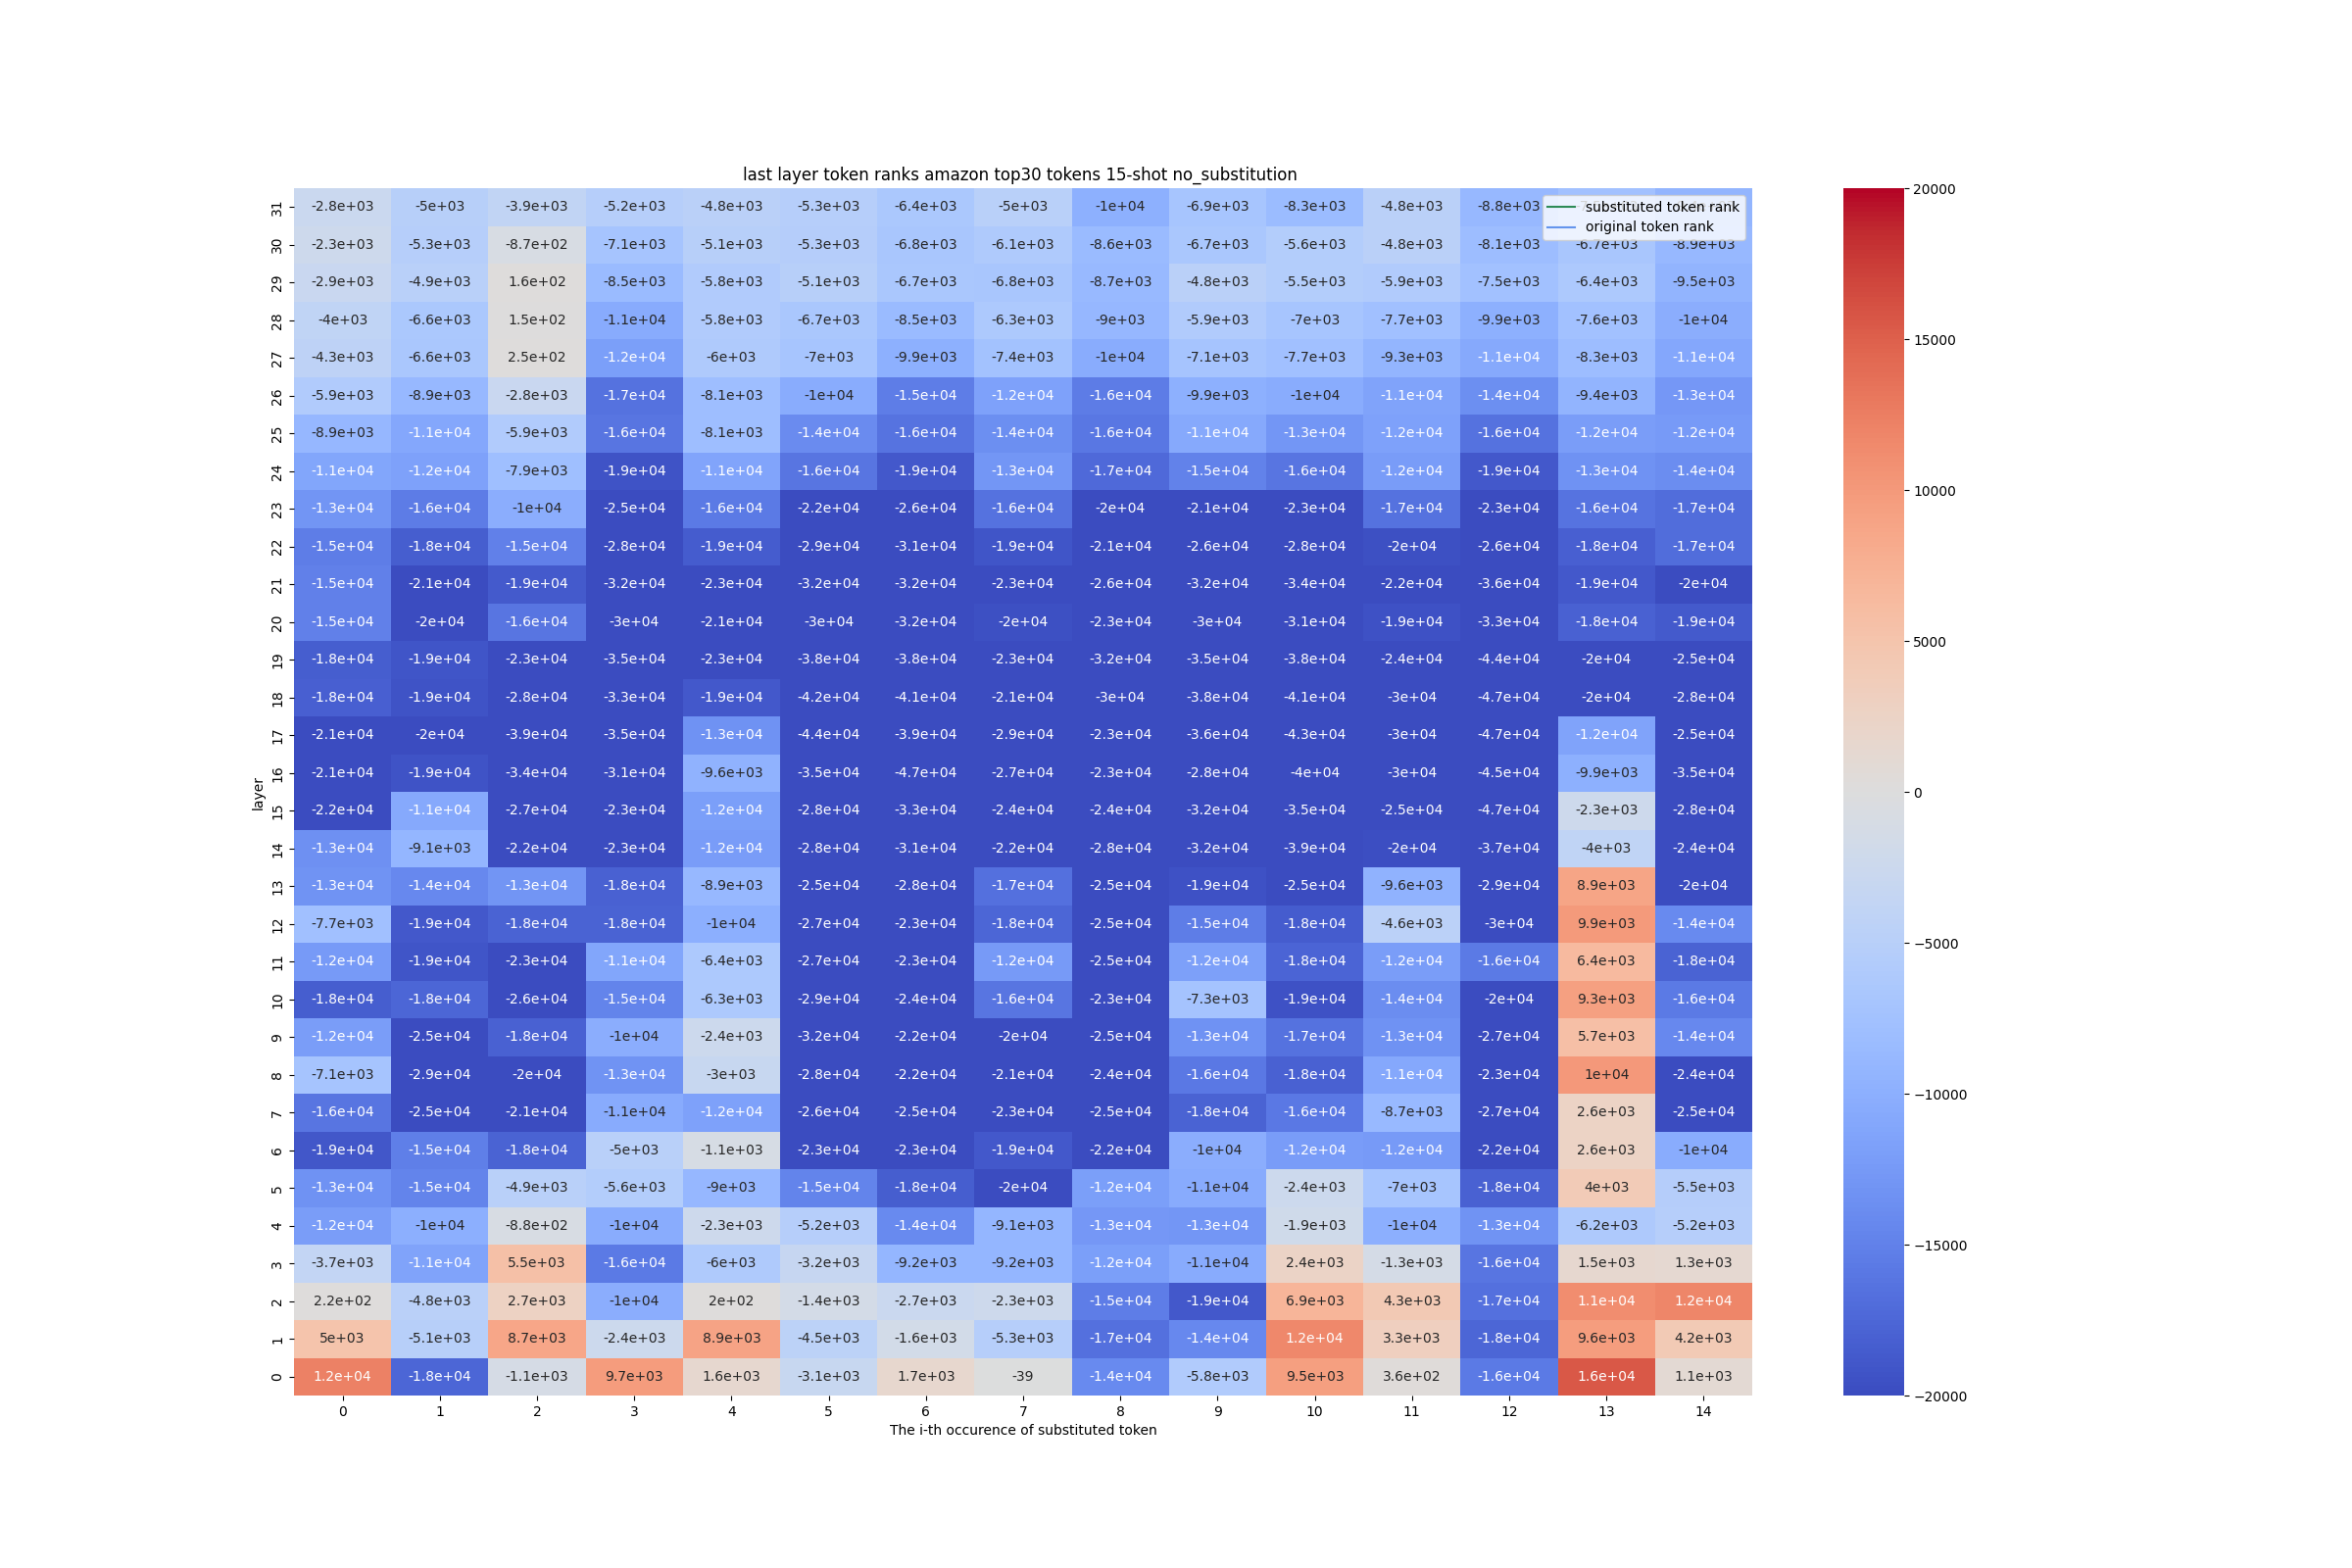 last layer token ranks amazon top30 tokens 15-shot no_substitution
substituted token rank
original token rank
31 -2.8e+03 -5e+03 -3.9e+03 -5.2e+03 -4.8e+03 -5.3e+03 -6.4e+03 -5e+03 -1e+04 -6.9e+03 -8.3e+03 -4.8e+03 -8.8e+03
30 -2.3e+03 -5.3e+03 -8.7e+02 -7.1e+03 -5.1e+03 -5.3e+03 -6.8e+03 -6.1e+03 -8.6e+03 -6.7e+03 -5.6e+03 -4.8e+03 -8.1e+03 -6.7e+03 -8.9e+03
29 -2.9e+03 -4.9e+03 1.6e+02 -8.5e+03 -5.8e+03 -5.1e+03 -6.7e+03 -6.8e+03 -8.7e+03 -4.8e+03 -5.5e+03 -5.9e+03 -7.5e+03 -6.4e+03 -9.5e+03
28 -4e+03 -6.6e+03 1.5e+02 -1.1e+04 -5.8e+03 -6.7e+03 -8.5e+03 -6.3e+03 -9e+03 -5.9e+03 -7e+03 -7.7e+03 -9.9e+03 -7.6e+03 -1e+04
27 -4.3e+03 -6.6e+03 2.5e+02 -1.2e+04 -6e+03 -7e+03 -9.9e+03 -7.4e+03 -1e+04 -7.1e+03 -7.7e+03 -9.3e+03 -1.1e+04 -8.3e+03 -1.1e+04
26 -5.9e+03 -8.9e+03 -2.8e+03 -1.7e+04 -8.1e+03 -1e+04 -1.5e+04 -1.2e+04 -1.6e+04 -9.9e+03 -1e+04 -1.1e+04 -1.4e+04 -9.4e+03 -1.3e+04
25 -8.9e+03 -1.1e+04 -5.9e+03 -1.6e+04 -8.1e+03 -1.4e+04 -1.6e+04 -1.4e+04 -1.6e+04 -1.1e+04 -1.3e+04 -1.2e+04 -1.6e+04 -1.2e+04 -1.2e+04
24 -1.1e+04 -1.2e+04 -7.9e+03 -1.9e+04 -1.1e+04 -1.6e+04 -1.9e+04 -1.3e+04 -1.7e+04 -1.5e+04 -1.6e+04 -1.2e+04 -1.9e+04 -1.3e+04 -1.4e+04
23 -1.3e+04 -1.6e+04 -1e+04 -2.5e+04 -1.6e+04 -2.2e+04 -2.6e+04 -1.6e+04 -2e+04 -2.1e+04 -2.3e+04 -1.7e+04 -2.3e+04 -1.6e+04 -1.7e+04
22 -1.5e+04 -1.8e+04 -1.5e+04 -2.8e+04 -1.9e+04 -2.9e+04 -3.1e+04 -1.9e+04 -2.1e+04 -2.6e+04 -2.8e+04 -2e+04 -2.6e+04 -1.8e+04 -1.7e+04
21 -1.5e+04 -2.1e+04 -1.9e+04 -3.2e+04 -2.3e+04 -3.2e+04 -3.2e+04 -2.3e+04 -2.6e+04 -3.2e+04 -3.4e+04 -2.2e+04 -3.6e+04 -1.9e+04 -2e+04
20 -1.5e+04 -2e+04 -1.6e+04 -3e+04 -2.1e+04 -3e+04 -3.2e+04 -2e+04 -2.3e+04 -3e+04 -3.1e+04 -1.9e+04 -3.3e+04 -1.8e+04 -1.9e+04
19 -1.8e+04 -1.9e+04 -2.3e+04 -3.5e+04 -2.3e+04 -3.8e+04 -3.8e+04 -2.3e+04 -3.2e+04 -3.5e+04 -3.8e+04 -2.4e+04 -4.4e+04 -2e+04 -2.5e+04
18 -1.8e+04 -1.9e+04 -2.8e+04 -3.3e+04 -1.9e+04 -4.2e+04 -4.1e+04 -2.1e+04 -3e+04 -3.8e+04 -4.1e+04 -3e+04 -4.7e+04 -2e+04 -2.8e+04
17 -2.1e+04 -2e+04 -3.9e+04 -3.5e+04 -1.3e+04 -4.4e+04 -3.9e+04 -2.9e+04 -2.3e+04 -3.6e+04 -4.3e+04 -3e+04 -4.7e+04 -1.2e+04 -2.5e+04
16 -2.1e+04 -1.9e+04 -3.4e+04 -3.1e+04 -9.6e+03 -3.5e+04 -4.7e+04 -2.7e+04 -2.3e+04 -2.8e+04 -4e+04 -3e+04 -4.5e+04 -9.9e+03 -3.5e+04
15 -2.2e+04 -1.1e+04 -2.7e+04 -2.3e+04 -1.2e+04 -2.8e+04 -3.3e+04 -2.4e+04 -2.4e+04 -3.2e+04 -3.5e+04 -2.5e+04 -4.7e+04 -2.3e+03 -2.8e+04
14 -1.3e+04 -9.1e+03 -2.2e+04 -2.3e+04 -1.2e+04 -2.8e+04 -3.1e+04 -2.2e+04 -2.8e+04 -3.2e+04 -3.9e+04 -2e+04 -3.7e+04 -4e+03 -2.4e+04
13 -1.3e+04 -1.4e+04 -1.3e+04 -1.8e+04 -8.9e+03 -2.5e+04 -2.8e+04 -1.7e+04 -2.5e+04 -1.9e+04 -2.5e+04 -9.6e+03 -2.9e+04 8.9e+03 -2e+04
12 -7.7e+03 -1.9e+04 -1.8e+04 -1.8e+04 -1e+04 -2.7e+04 -2.3e+04 -1.8e+04 -2.5e+04 -1.5e+04 -1.8e+04 -4.6e+03 -3e+04 9.9e+03 -1.4e+04
11 -1.2e+04 -1.9e+04 -2.3e+04 -1.1e+04 -6.4e+03 -2.7e+04 -2.3e+04 -1.2e+04 -2.5e+04 -1.2e+04 -1.8e+04 -1.2e+04 -1.6e+04 6.4e+03 -1.8e+04
10 -1.8e+04 -1.8e+04 -2.6e+04 -1.5e+04 -6.3e+03 -2.9e+04 -2.4e+04 -1.6e+04 -2.3e+04 -7.3e+03 -1.9e+04 -1.4e+04 -2e+04 9.3e+03 -1.6e+04
9 -1.2e+04 -2.5e+04 -1.8e+04 -1e+04 -2.4e+03 -3.2e+04 -2.2e+04 -2e+04 -2.5e+04 -1.3e+04 -1.7e+04 -1.3e+04 -2.7e+04 5.7e+03 -1.4e+04
8 -7.1e+03 -2.9e+04 -2e+04 -1.3e+04 -3e+03 -2.8e+04 -2.2e+04 -2.1e+04 -2.4e+04 -1.6e+04 -1.8e+04 -1.1e+04 -2.3e+04 1e+04 -2.4e+04
7 -1.6e+04 -2.5e+04 -2.1e+04 -1.1e+04 -1.2e+04 -2.6e+04 -2.5e+04 -2.3e+04 -2.5e+04 -1.8e+04 -1.6e+04 -8.7e+03 -2.7e+04 2.6e+03 -2.5e+04
6 -1.9e+04 -1.5e+04 -1.8e+04 -5e+03 -1.1e+03 -2.3e+04 -2.3e+04 -1.9e+04 -2.2e+04 -1e+04 -1.2e+04 -1.2e+04 -2.2e+04 2.6e+03 -1e+04
5 -1.3e+04 -1.5e+04 -4.9e+03 -5.6e+03 -9e+03 -1.5e+04 -1.8e+04 -2e+04 -1.2e+04 -1.1e+04 -2.4e+03 -7e+03 -1.8e+04 4e+03 -5.5e+03
4 -1.2e+04 -1e+04 -8.8e+02 -1e+04 -2.3e+03 -5.2e+03 -1.4e+04 -9.1e+03 -1.3e+04 -1.3e+04 -1.9e+03 -1e+04 -1.3e+04 -6.2e+03 -5.2e+03
3 -3.7e+03 -1.1e+04 5.5e+03 -1.6e+04 -6e+03 -3.2e+03 -9.2e+03 -9.2e+03 -1.2e+04 -1.1e+04 2.4e+03 -1.3e+03 -1.6e+04 1.5e+03 1.3e+03
2 2.2e+02 -4.8e+03 2.7e+03 -1e+04 2e+02 -1.4e+03 -2.7e+03 -2.3e+03 -1.5e+04 -1.9e+04 6.9e+03 4.3e+03 -1.7e+04 1.1e+04 1.2e+04
1 5e+03 -5.1e+03 8.7e+03 -2.4e+03 8.9e+03 -4.5e+03 -1.6e+03 -5.3e+03 -1.7e+04 -1.4e+04 1.2e+04 3.3e+03 -1.8e+04 9.6e+03 4.2e+03
0 1.2e+04 -1.8e+04 -1.1e+03 9.7e+03 1.6e+03 -3.1e+03 1.7e+03 -39 -1.4e+04 -5.8e+03 9.5e+03 3.6e+02 -1.6e+04 1.6e+04 1.1e+03
0 1 2 3 4 5 6 7 8 9 10 11 12 13 14
The i-th occurence of substituted token
layer
20000
15000
10000
5000
0
−5000
−10000
−15000
−20000